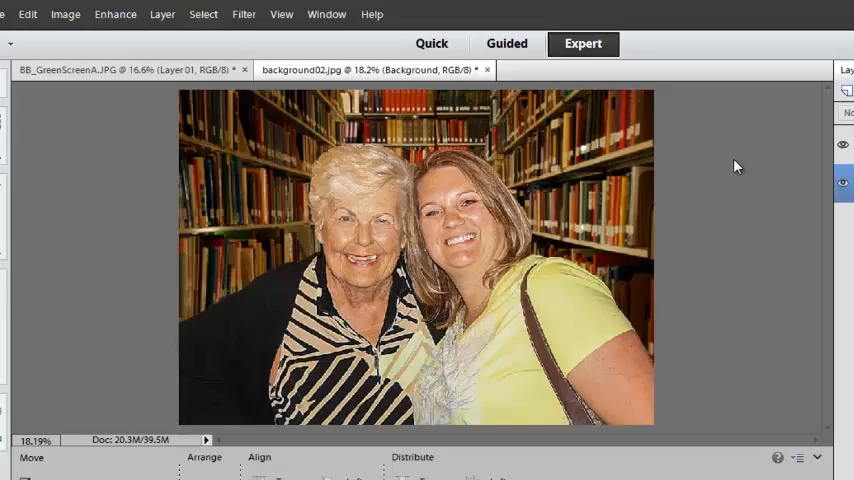 Edit Image Enhance Layer Select Filter View Window Help
Quick Guided Expert
BB_GreenScreenA.JPG @ 16.6% (Layer 01, RGB/8) * × background02.jpg @ 18.2% (Background, RGB/8) * ×
18.19% Doc: 20.3M/39.5M
Move Arrange Align Distribute